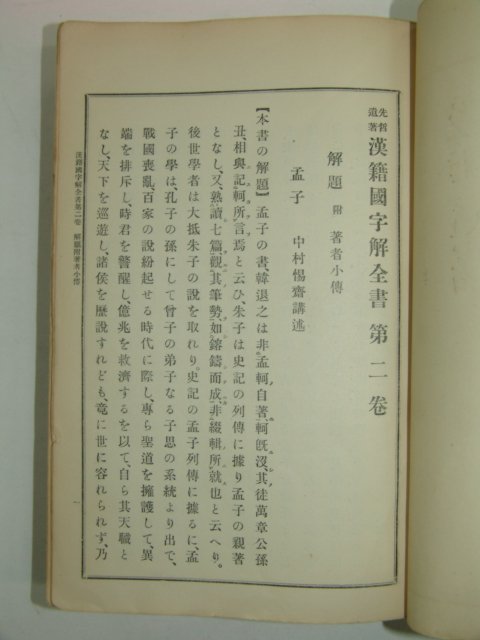 先哲遺著 漢籍國字解全書 第二卷
解題 附 著者小傳
孟子 中村惕齋講述
【本書の解題】孟子の書、韓退之は非孟軻自著、軻既沒、其徒萬章公孫
丑、相與記軻所言焉と云ひ、朱子は史記の列傳に據り孟子の親著
となし、又、熟讀七篇、觀其筆勢、如鎔鑄而成、非綴輯所就也と云へり。
後世學者は大抵朱子の說を取れり。史記の孟子列傳に據るに、孟
子の學は、孔子の孫にして曾子の弟子なる子思の系統より出で、
戰國喪亂、百家の說紛起せる時代に際し、專ら聖道を擁護して、異
端を排斥し、時君を警醒し、億兆を救濟するを以て、自ら其天職と
なし、天下を巡遊し、諸侯を歷說すれども、竟に世に容れられず、乃
漢籍國字解全書第二卷 解題附著者小傳
一